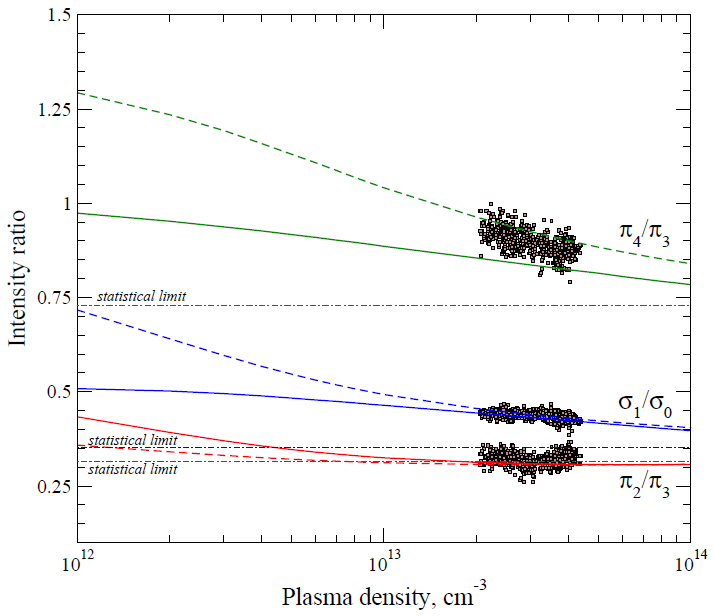 1.5
1.25
1
0.75
0.5
0.25
Intensity ratio
statistical limit
statistical limit
statistical limit
π4/π3
σ1/σ0
π2/π3
10^12
10^13
10^14
Plasma density, cm^-3